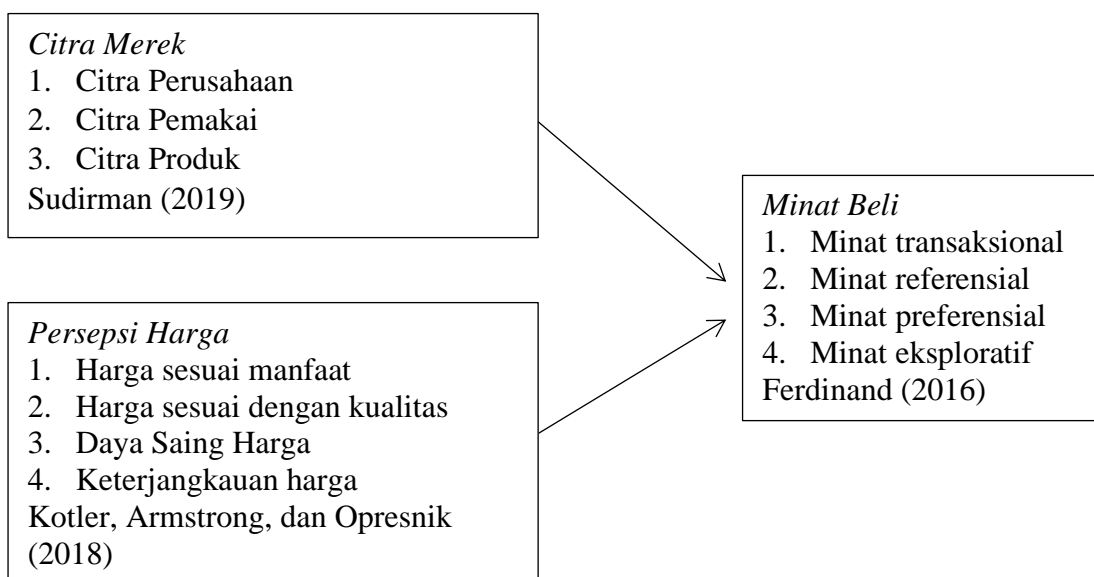 Citra Merek
1. Citra Perusahaan
2. Citra Pemakai
3. Citra Produk
Sudirman (2019)
Persepsi Harga
1. Harga sesuai manfaat
2. Harga sesuai dengan kualitas
3. Daya Saing Harga
4. Keterjangkauan harga
Kotler, Armstrong, dan Opresnik
(2018)
Minat Beli
1. Minat transaksional
2. Minat referensial
3. Minat preferensial
4. Minat eksploratif
Ferdinand (2016)